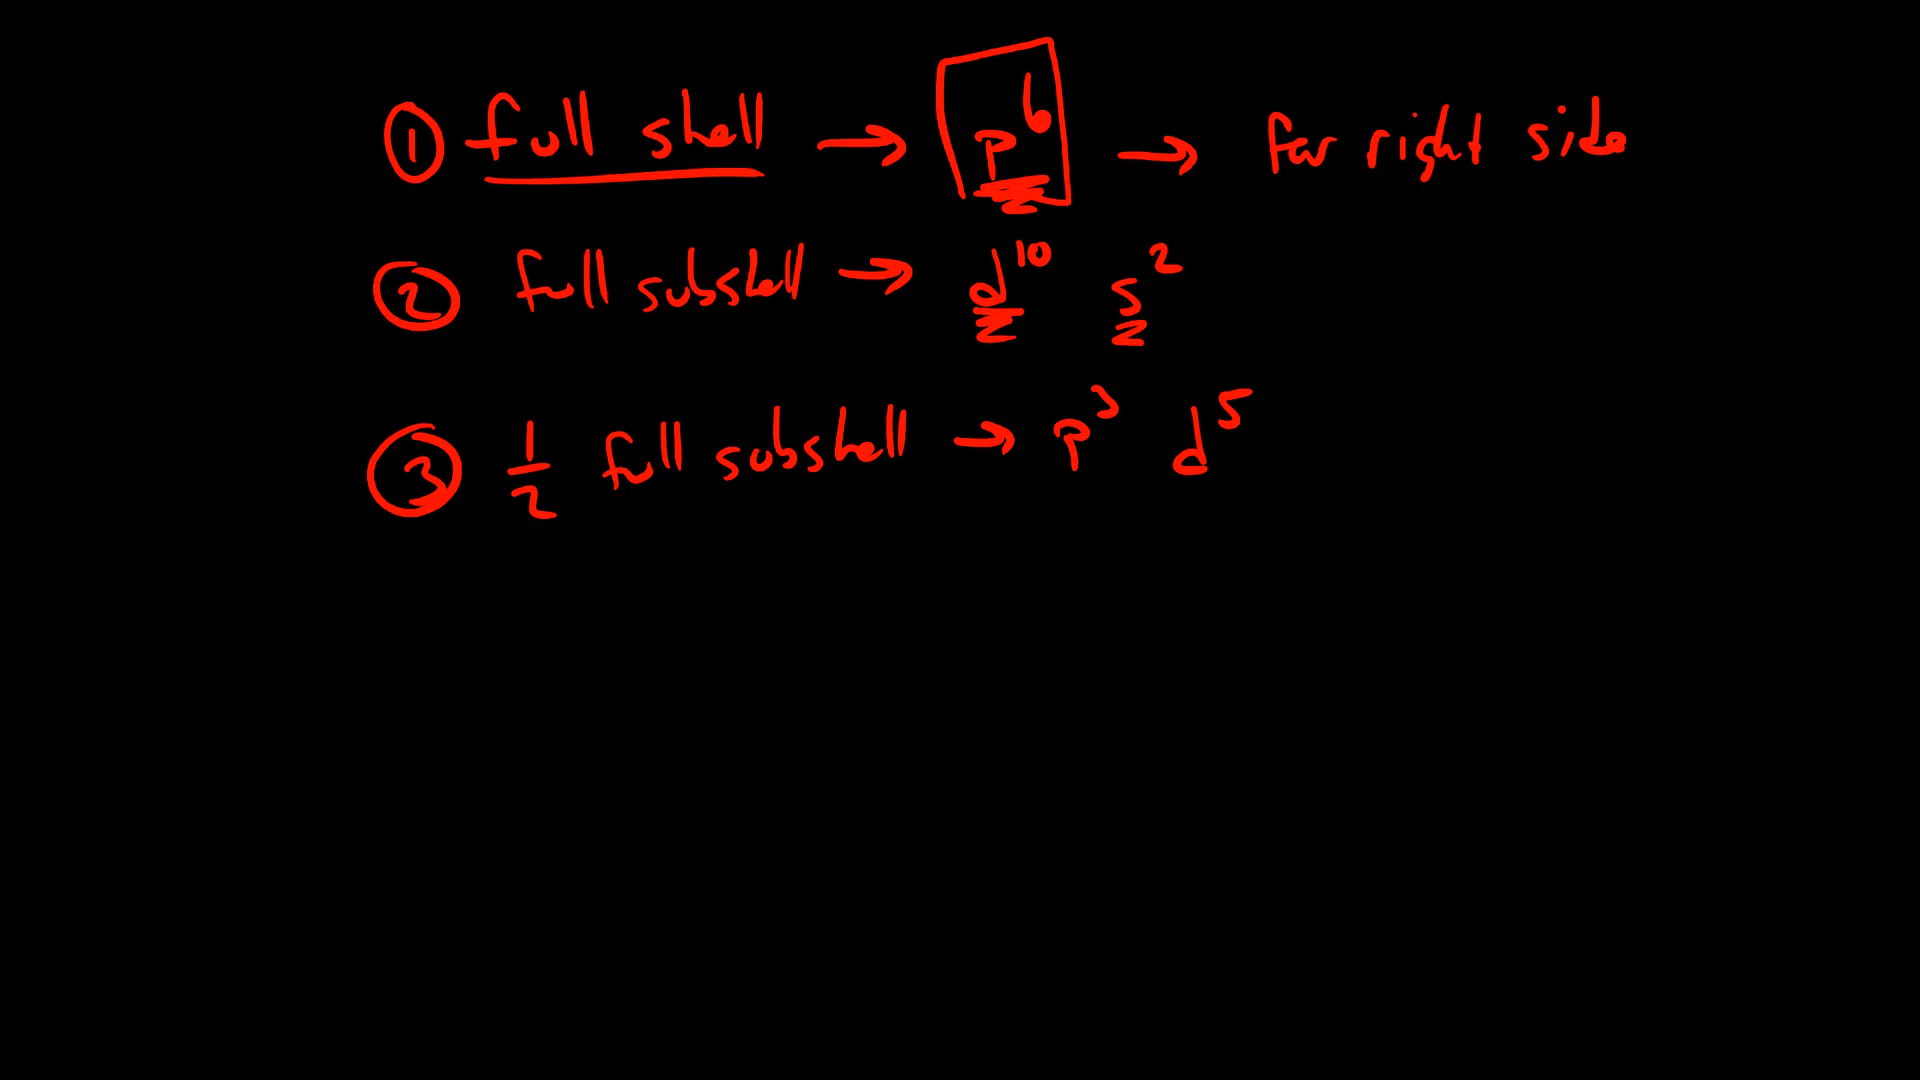 ① full shell → p⁶ → far right side
② full subshell → d¹⁰ s²
③ 1/2 full subshell → p³ d⁵